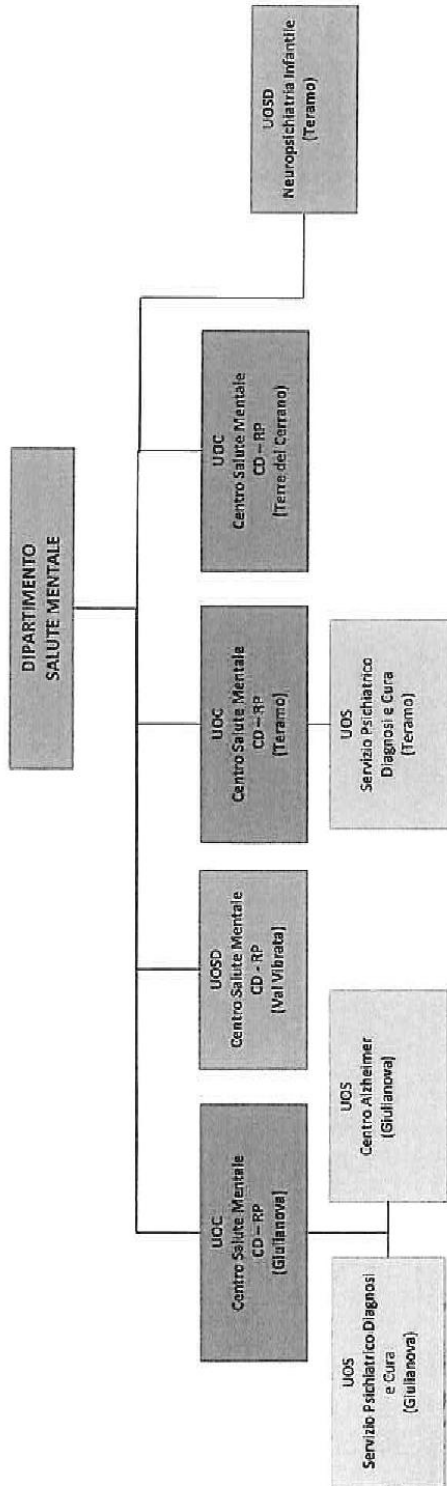 DIPARTIMENTO
SALUTE MENTALE
UOC
Centro Salute Mentale
CD – RP
(Giulianova)
UOSD
Centro Salute Mentale
CD - RP
(Val Vibrata)
UOC
Centro Salute Mentale
CD – RP
(Teramo)
UOC
Centro Salute Mentale
CD – RP
(Terre del Cerrano)
UOSD
Neuropsichiatria Infantile
(Teramo)
UOS
Servizio Psichiatrico Diagnosi
e Cura
(Giulianova)
UOS
Centro Alzheimer
(Giulianova)
UOS
Servizio Psichiatrico
Diagnosi e Cura
(Teramo)